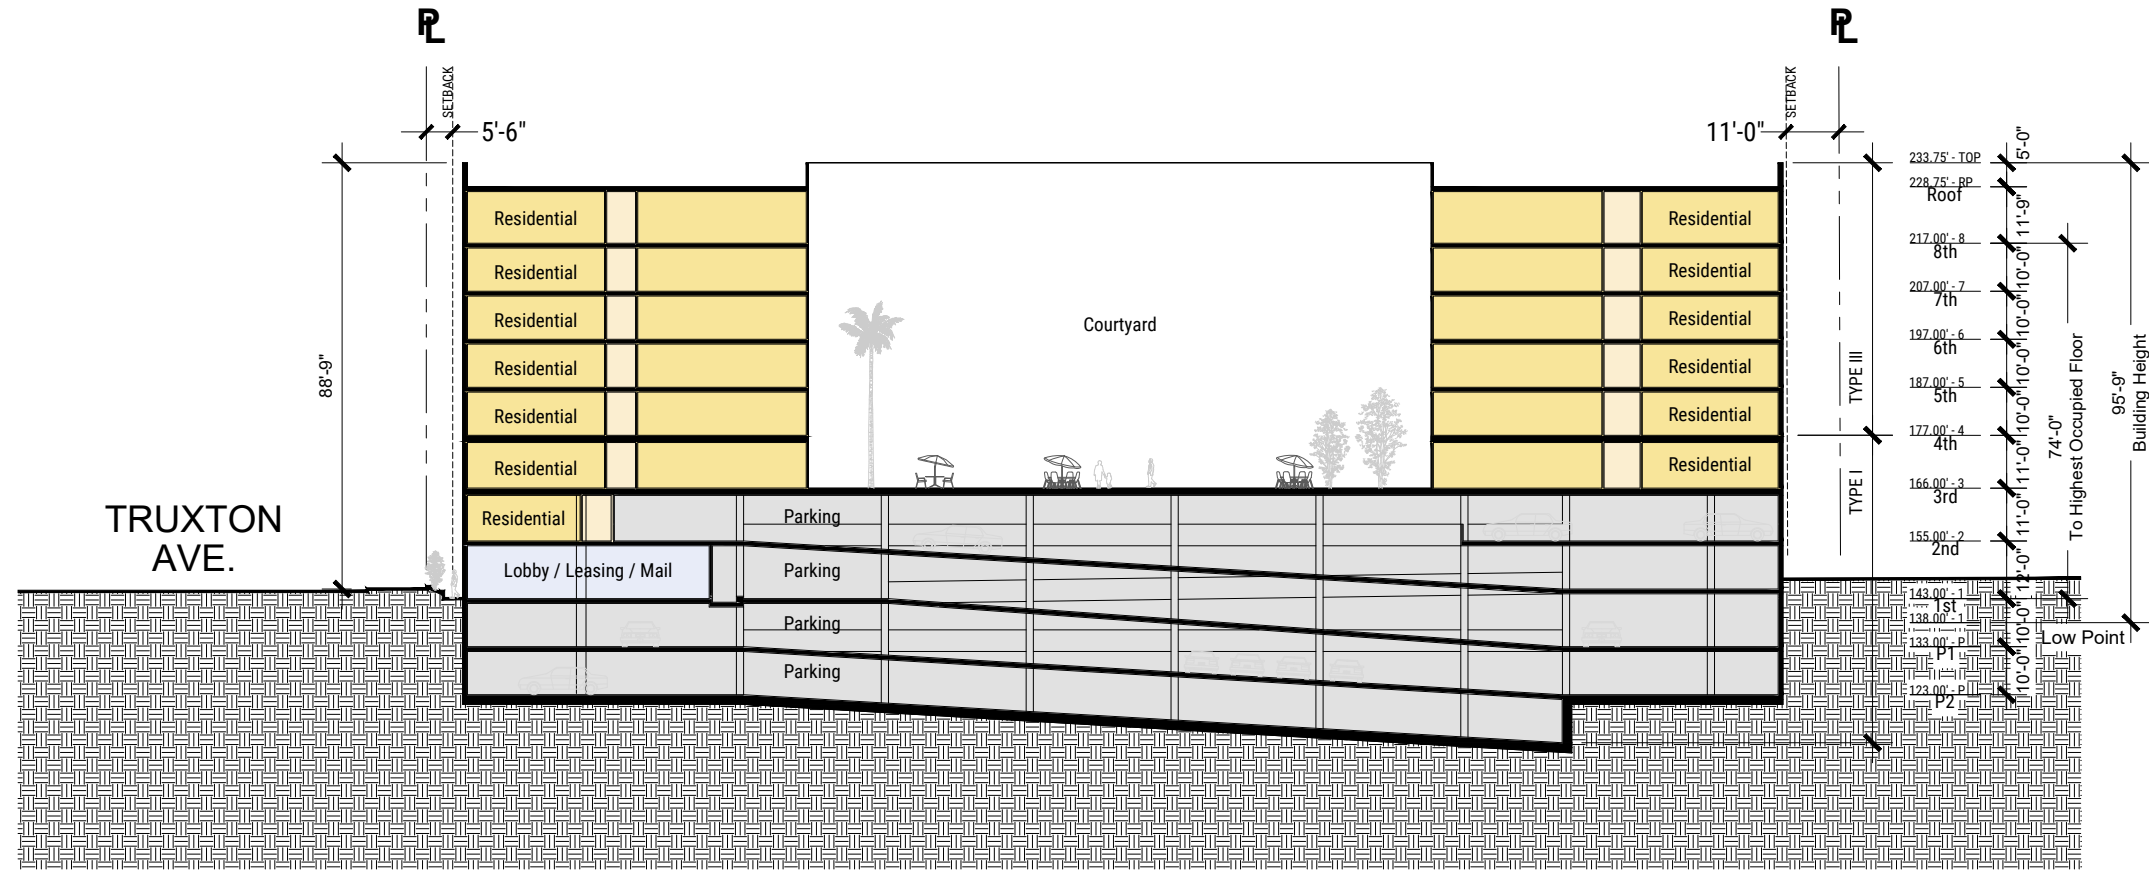 PL
PL
SETBACK
SETBACK
5'-6"
11'-0"
233.75' - TOP
5'-0"
228.75' - RP
Roof
Residential
Residential
11'-9"
217.00' - 8
8th
Residential
Residential
10'-0"
207.00' - 7
7th
Residential
Courtyard
Residential
10'-0"
197.00' - 6
6th
88'-9"
Residential
Residential
TYPE III
10'-0"
187.00' - 5
5th
95'-9"
Building Height
Residential
Residential
10'-0"
177.00' - 4
4th
74'-0"
To Highest Occupied Floor
Residential
Residential
11'-0"
TYPE I
166.00' - 3
3rd
TRUXTON
AVE.
Residential
Parking
11'-0"
155.00' - 2
2nd
Lobby / Leasing / Mail
Parking
12'-0"
143.00' - 1
1st
138.00' - 1
Parking
10'-0"
Low Point
133.00' - P
P1
Parking
10'-0"
123.00' - P
P2